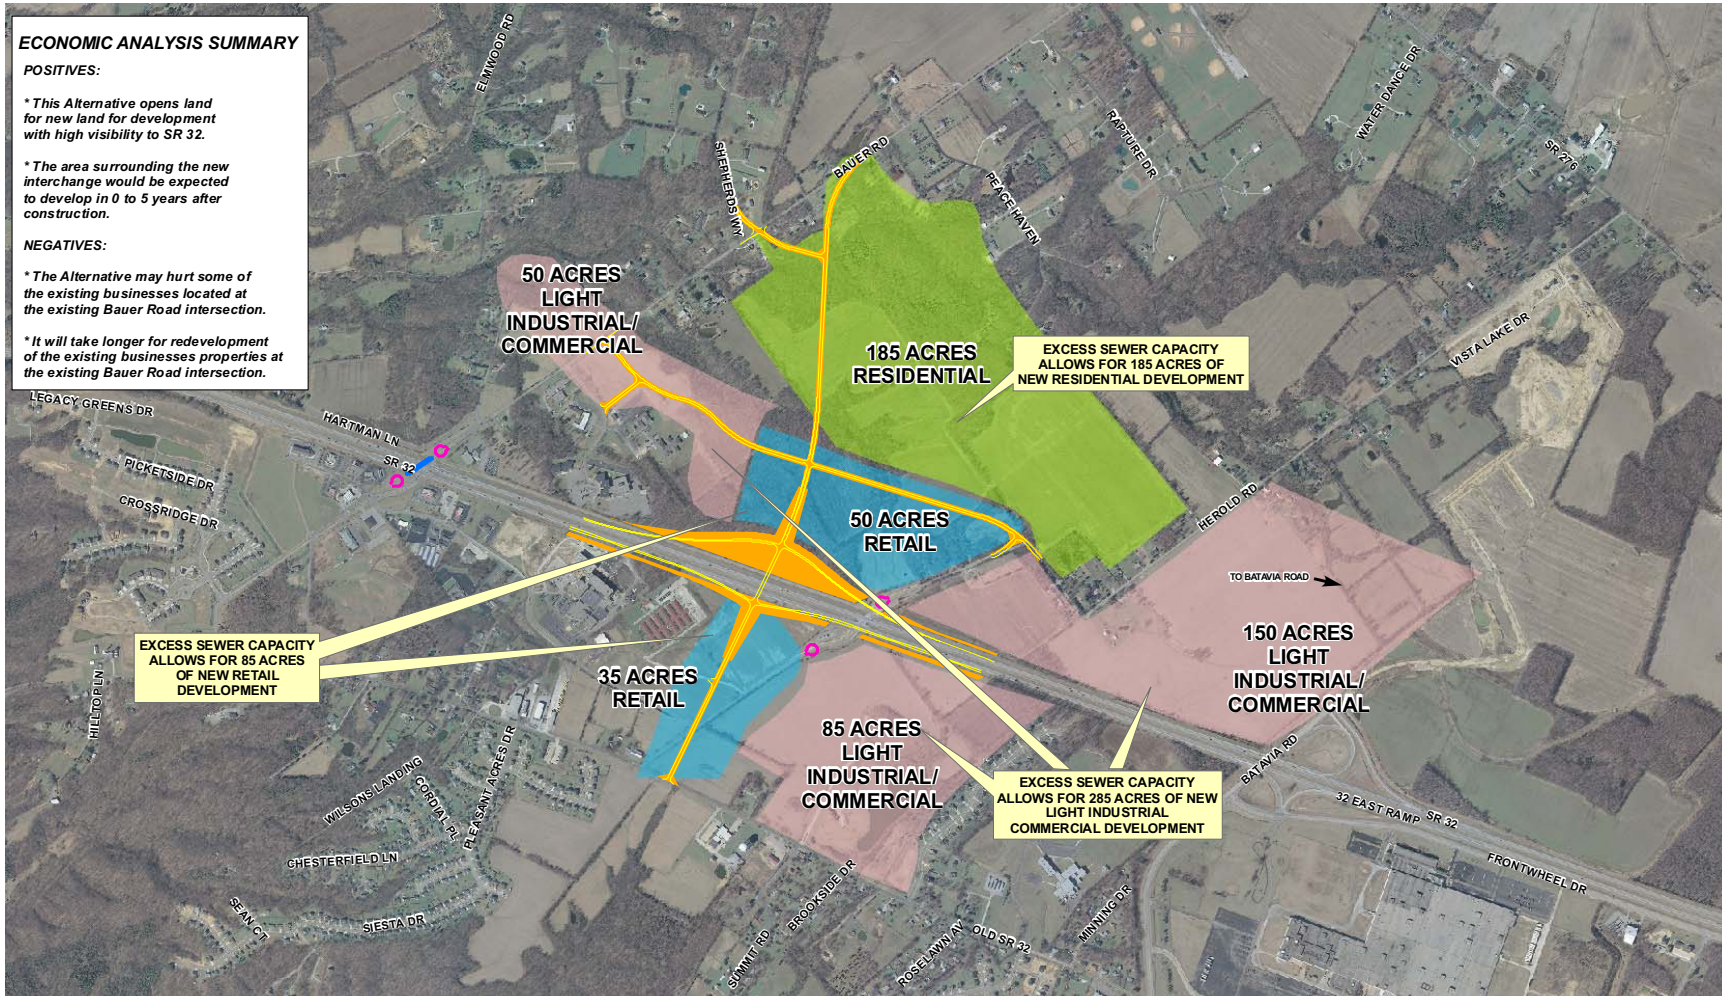 ECONOMIC ANALYSIS SUMMARY
POSITIVES:
* This Alternative opens land
for new land for development
with high visibility to SR 32.
* The area surrounding the new
interchange would be expected
to develop in 0 to 5 years after
construction.
NEGATIVES:
* The Alternative may hurt some of
the existing businesses located at
the existing Bauer Road intersection.
* It will take longer for redevelopment
of the existing businesses properties at
the existing Bauer Road intersection.
ELMWOOD RD
SHEPHERDS WY
BAUER RD
PEACE HAVEN
RAPTURE DR
WATER DANCE DR
SR 276
VISTA LAKE DR
50 ACRES
LIGHT
INDUSTRIAL/
COMMERCIAL
185 ACRES
RESIDENTIAL
EXCESS SEWER CAPACITY
ALLOWS FOR 185 ACRES OF
NEW RESIDENTIAL DEVELOPMENT
LEGACY GREENS DR
HARTMAN LN
SR 32
PICKETSIDE DR
CROSSRIDGE DR
50 ACRES
RETAIL
HEROLD RD
TO BATAVIA ROAD
150 ACRES
LIGHT
INDUSTRIAL/
COMMERCIAL
EXCESS SEWER CAPACITY
ALLOWS FOR 85 ACRES
OF NEW RETAIL
DEVELOPMENT
HILLTOP LN
35 ACRES
RETAIL
85 ACRES
LIGHT
INDUSTRIAL/
COMMERCIAL
EXCESS SEWER CAPACITY
ALLOWS FOR 285 ACRES OF NEW
LIGHT INDUSTRIAL
COMMERCIAL DEVELOPMENT
BATAVIA RD
32 EAST RAMP
SR 32
FRONTWHEEL DR
WILSONS LANDING
CORDIAL PL
PLEASANT ACRES DR
CHESTERFIELD LN
SEAN CT
SIESTA DR
SUMMIT RD
BROOKSIDE DR
ROSELAWN AV
OLD SR 32
MINNING DR